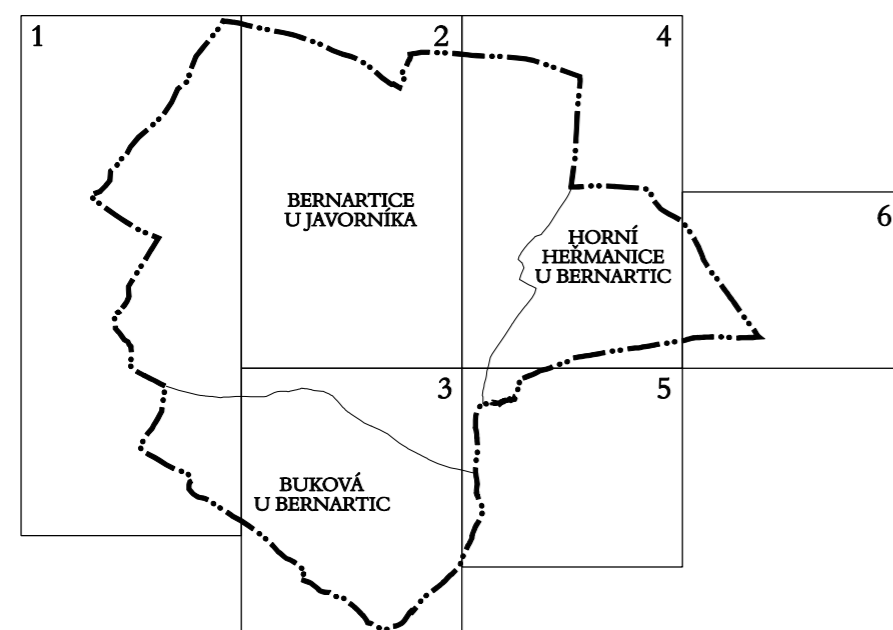 1
2
4
BERNARTICE
U JAVORNÍKA
6
HORNÍ
HEŘMANICE
U BERNARTIC
3
5
BUKOVÁ
U BERNARTIC